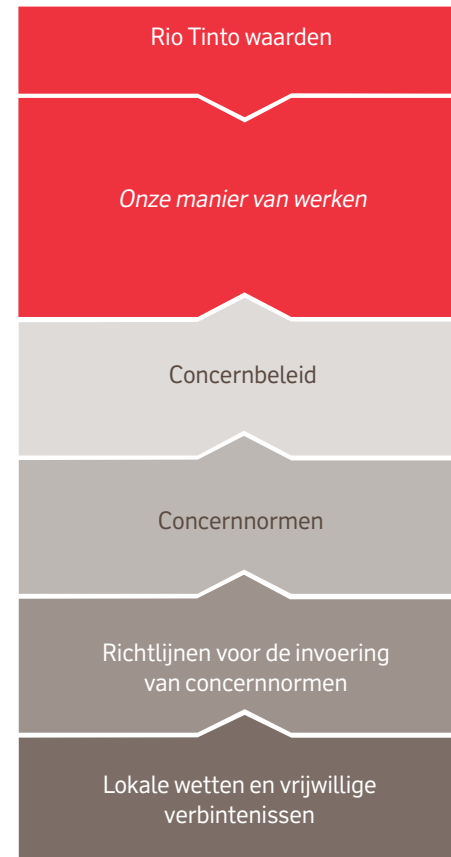 Rio Tinto waarden
Onze manier van werken
Concernbeleid
Concernnormen
Richtlijnen voor de invoering
van concernnormen
Lokale wetten en vrijwillige
verbintenissen